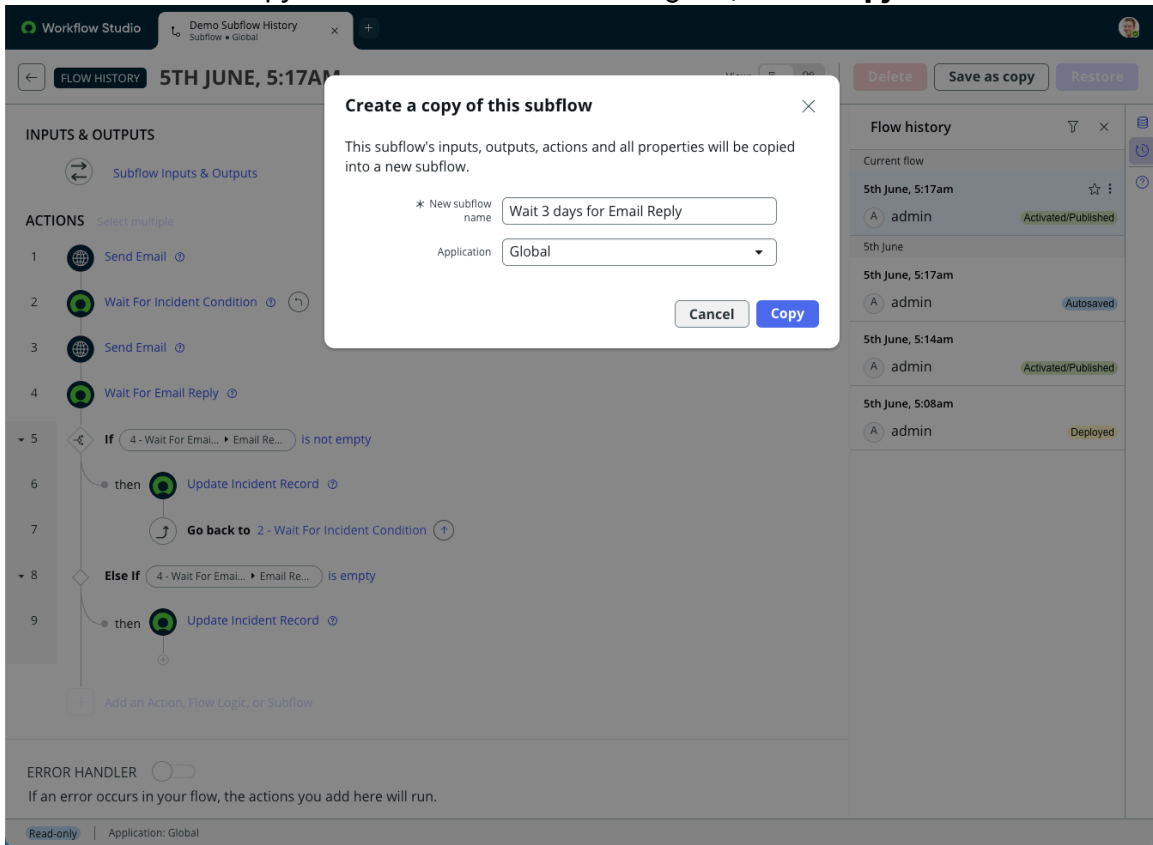 Workflow Studio
Demo Subflow History
Subflow • Global
FLOW HISTORY
5TH JUNE, 5:17AM
Delete
Save as copy
Restore
Create a copy of this subflow
This subflow's inputs, outputs, actions and all properties will be copied
into a new subflow.
* New subflow
name
Wait 3 days for Email Reply
Application
Global
Cancel
Copy
INPUTS & OUTPUTS
Subflow Inputs & Outputs
ACTIONS Select multiple
1 Send Email
2 Wait For Incident Condition
3 Send Email
4 Wait For Email Reply
5 If 4 - Wait For Emai... ▸ Email Re... is not empty
6 then Update Incident Record
7 Go back to 2 - Wait For Incident Condition
8 Else If 4 - Wait For Emai... ▸ Email Re... is empty
9 then Update Incident Record
Add an Action, Flow Logic, or Subflow
ERROR HANDLER
If an error occurs in your flow, the actions you add here will run.
Read-only | Application: Global
Flow history
Current flow
5th June, 5:17am
A admin Activated/Published
5th June
5th June, 5:17am
A admin Autosaved
5th June, 5:14am
A admin Activated/Published
5th June, 5:08am
A admin Deployed